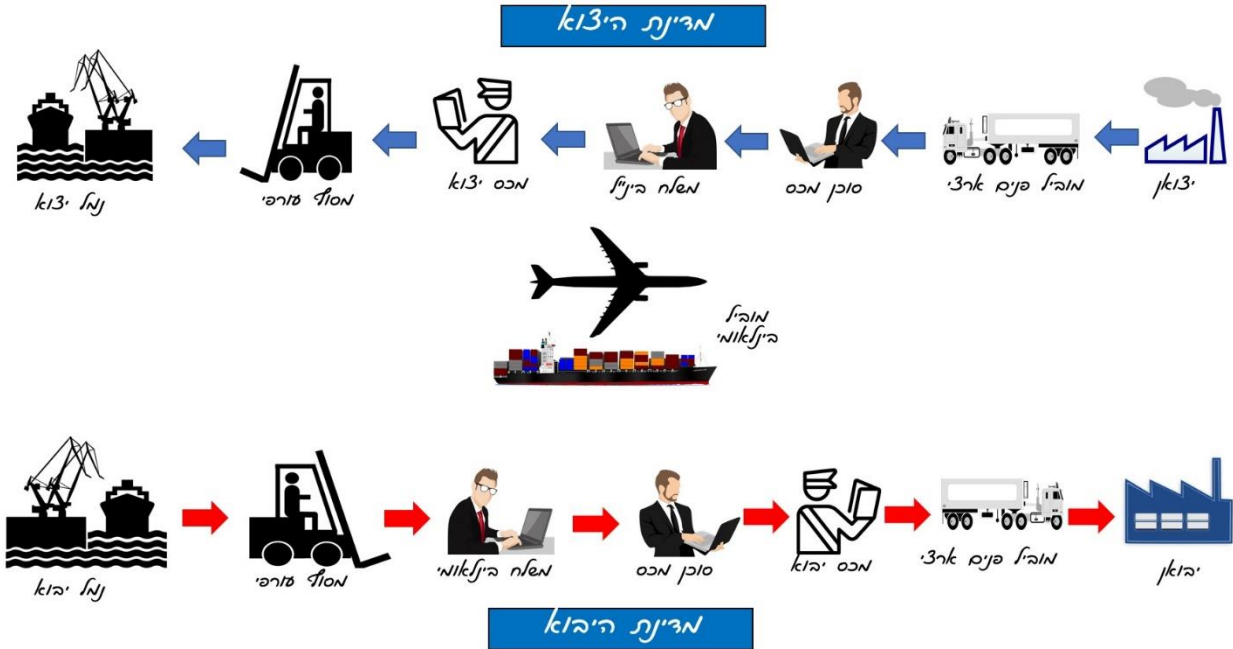 מדינת היצוא
יצואן
מוביל פנים ארצי
סוכן מכס
משלח בינ"ל
מכס יצוא
מסוף עורפי
נמל יצוא
מוביל
בינלאומי
נמל יבוא
מסוף עורפי
משלח בינלאומי
סוכן מכס
מכס יבוא
מוביל פנים ארצי
יבואן
מדינת היבוא